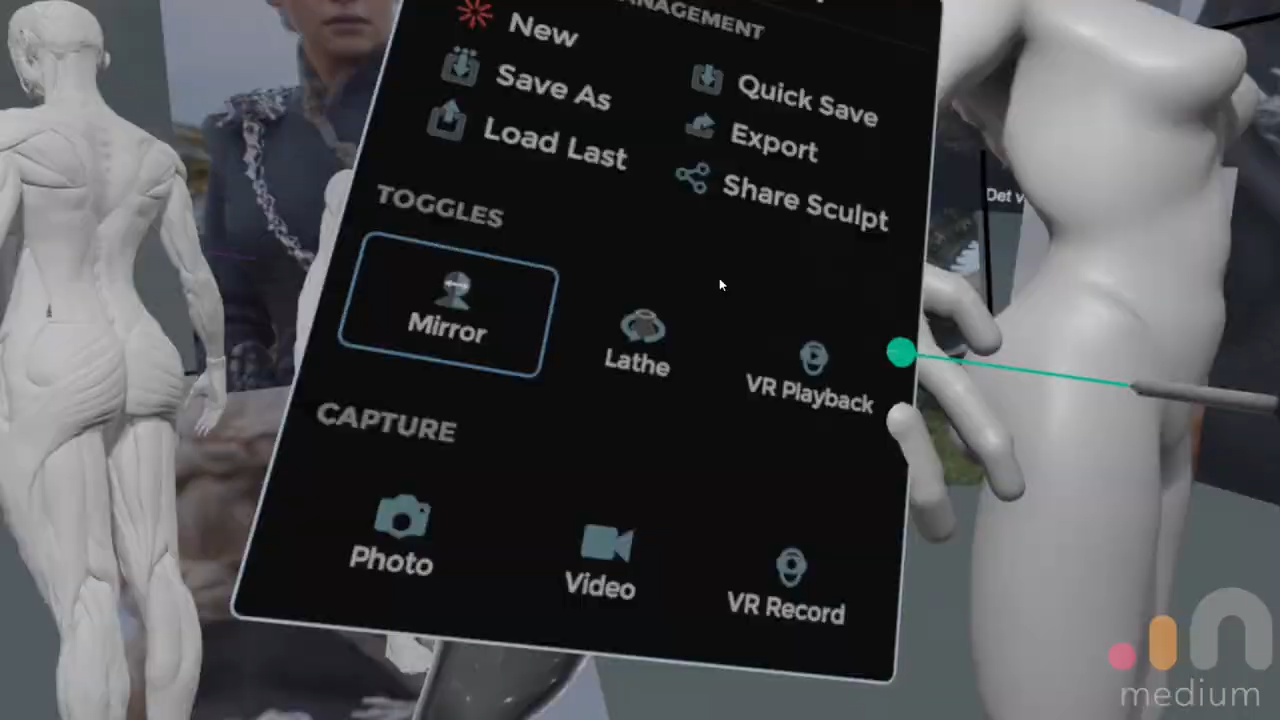 MANAGEMENT
New
Quick Save
Save As
Export
Load Last
Share Sculpt
TOGGLES
Mirror
Lathe
VR Playback
CAPTURE
Photo
Video
VR Record
Det
medium